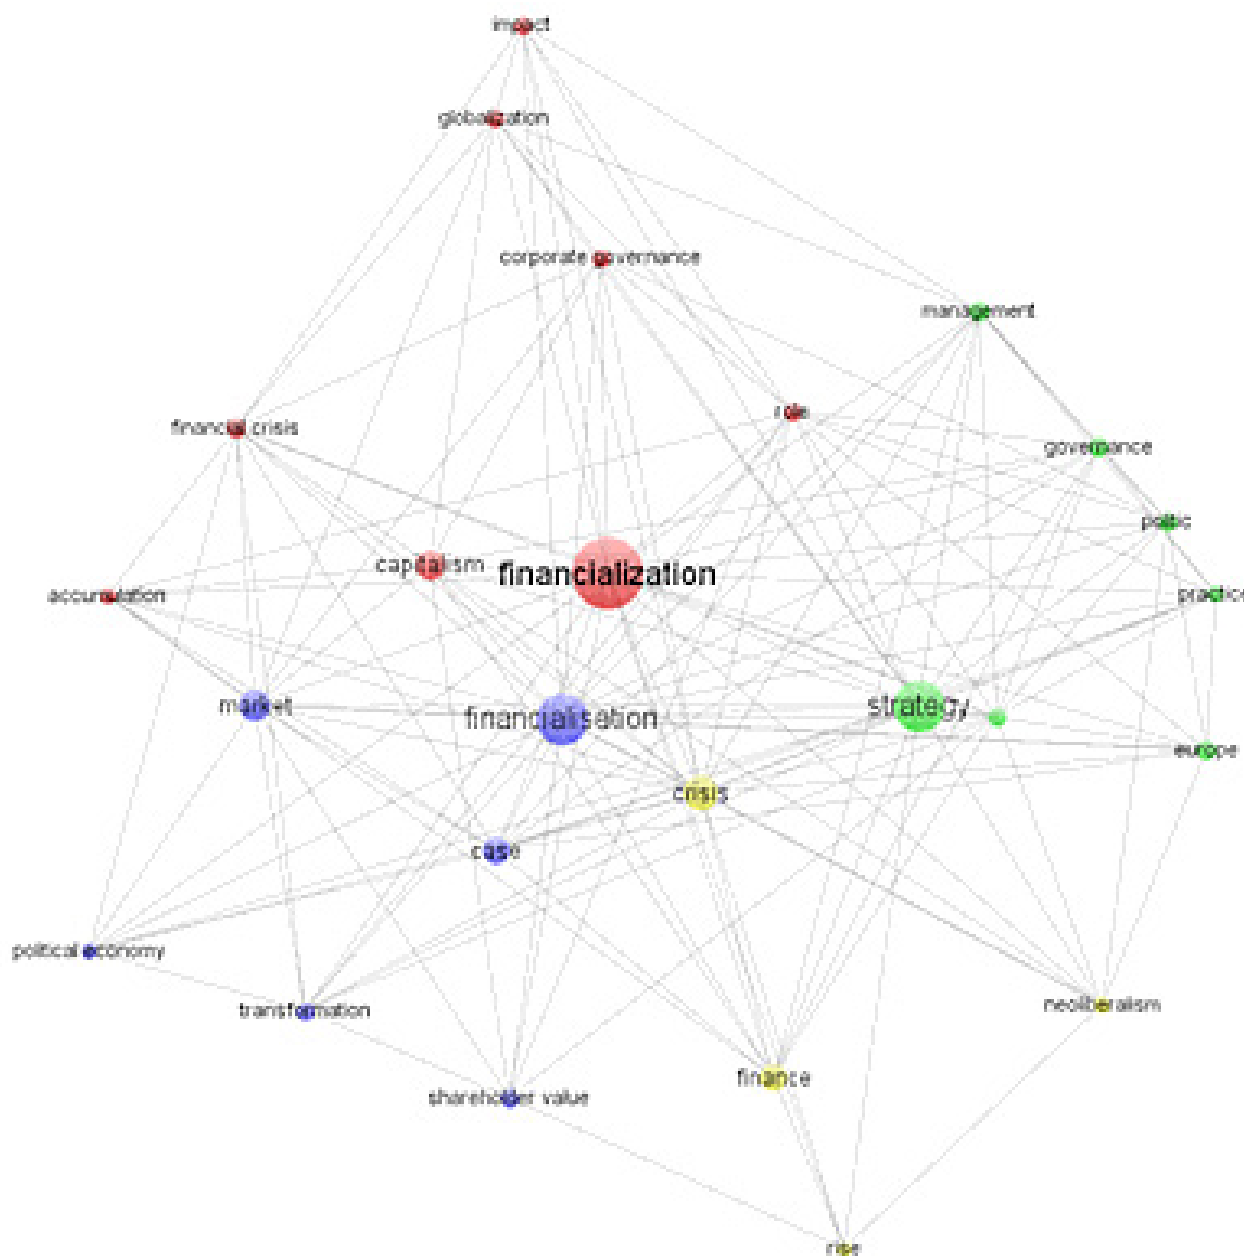 impact
globalization
corporate governance
management
role
financial crisis
governance
politic
capitalism
financialization
accumulation
practice
market
financialisation
strategy
europe
crisis
case
political economy
neoliberalism
transformation
finance
shareholder value
rise